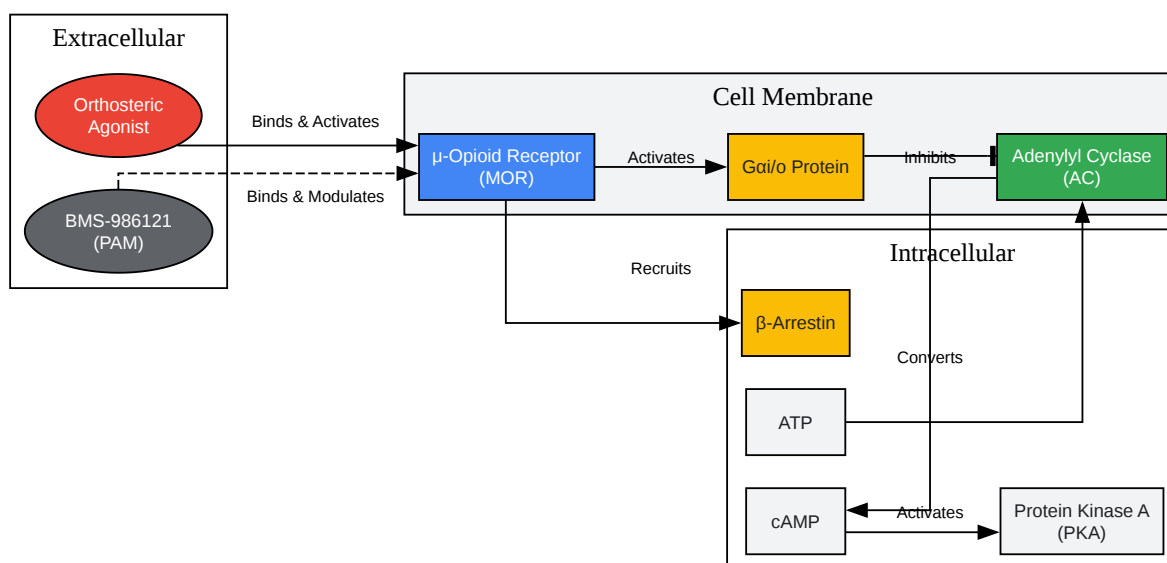 Extracellular
Orthosteric
Agonist
BMS-986121
(PAM)
Binds & Activates
Binds & Modulates
Cell Membrane
μ-Opioid Receptor
(MOR)
Activates
Gαi/o Protein
Inhibits
Adenylyl Cyclase
(AC)
Intracellular
Recruits
β-Arrestin
Converts
ATP
cAMP
Activates
Protein Kinase A
(PKA)